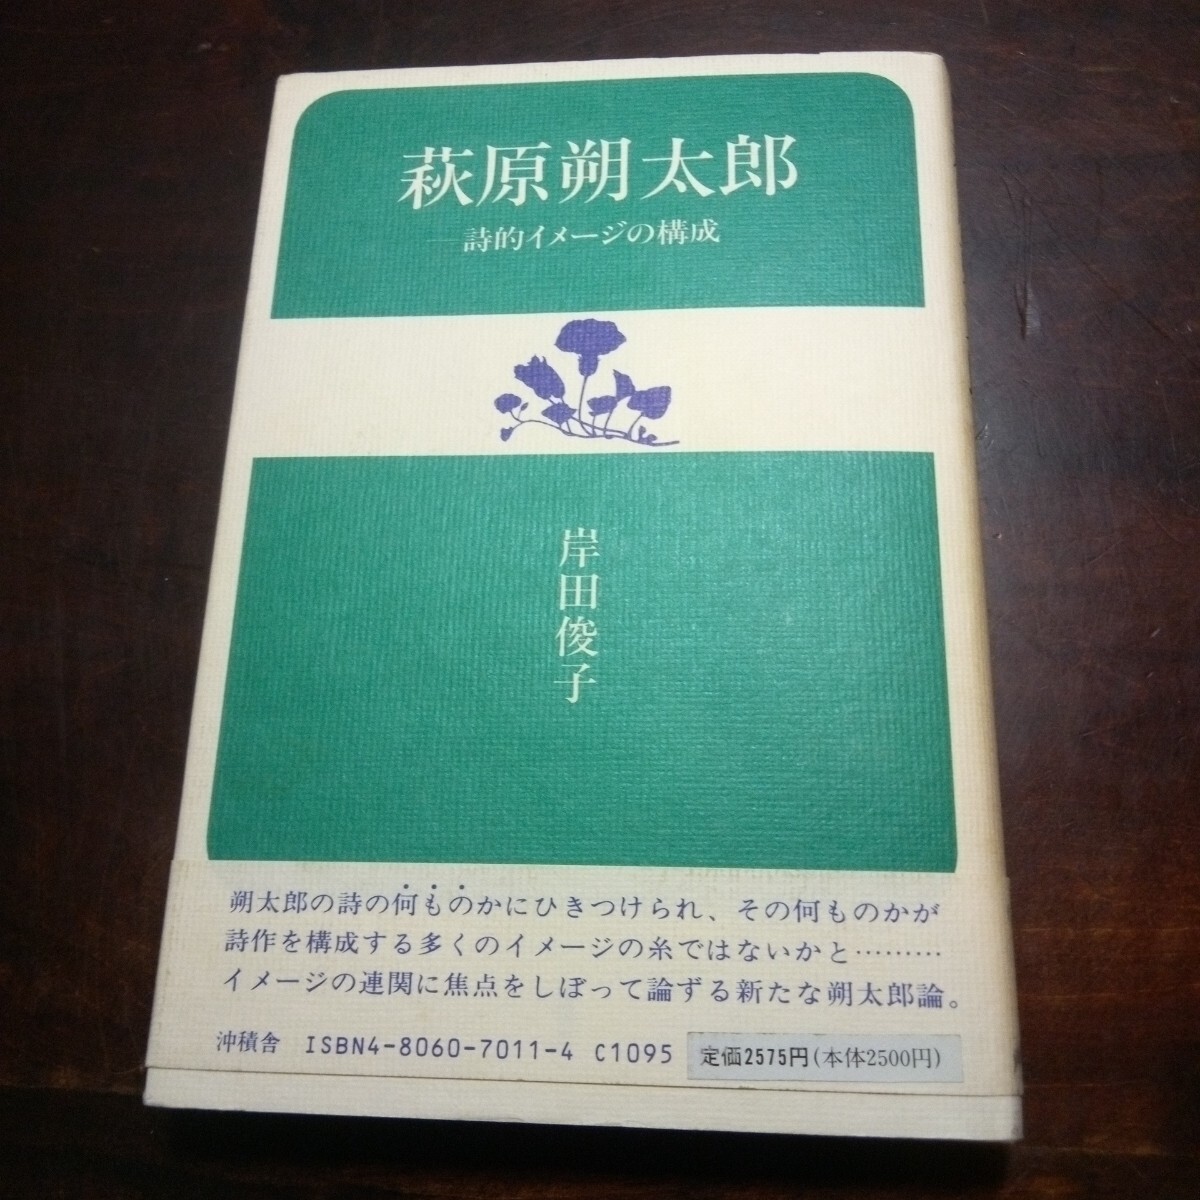 萩原朔太郎
―詩的イメージの構成
岸田俊子
朔太郎の詩の何ものかにひきつけられ、その何ものかが
詩作を構成する多くのイメージの糸ではないかと………
イメージの連関に焦点をしぼって論ずる新たな朔太郎論。
沖積舎 ISBN4-8060-7011-4 C1095 定価2575円(本体2500円)